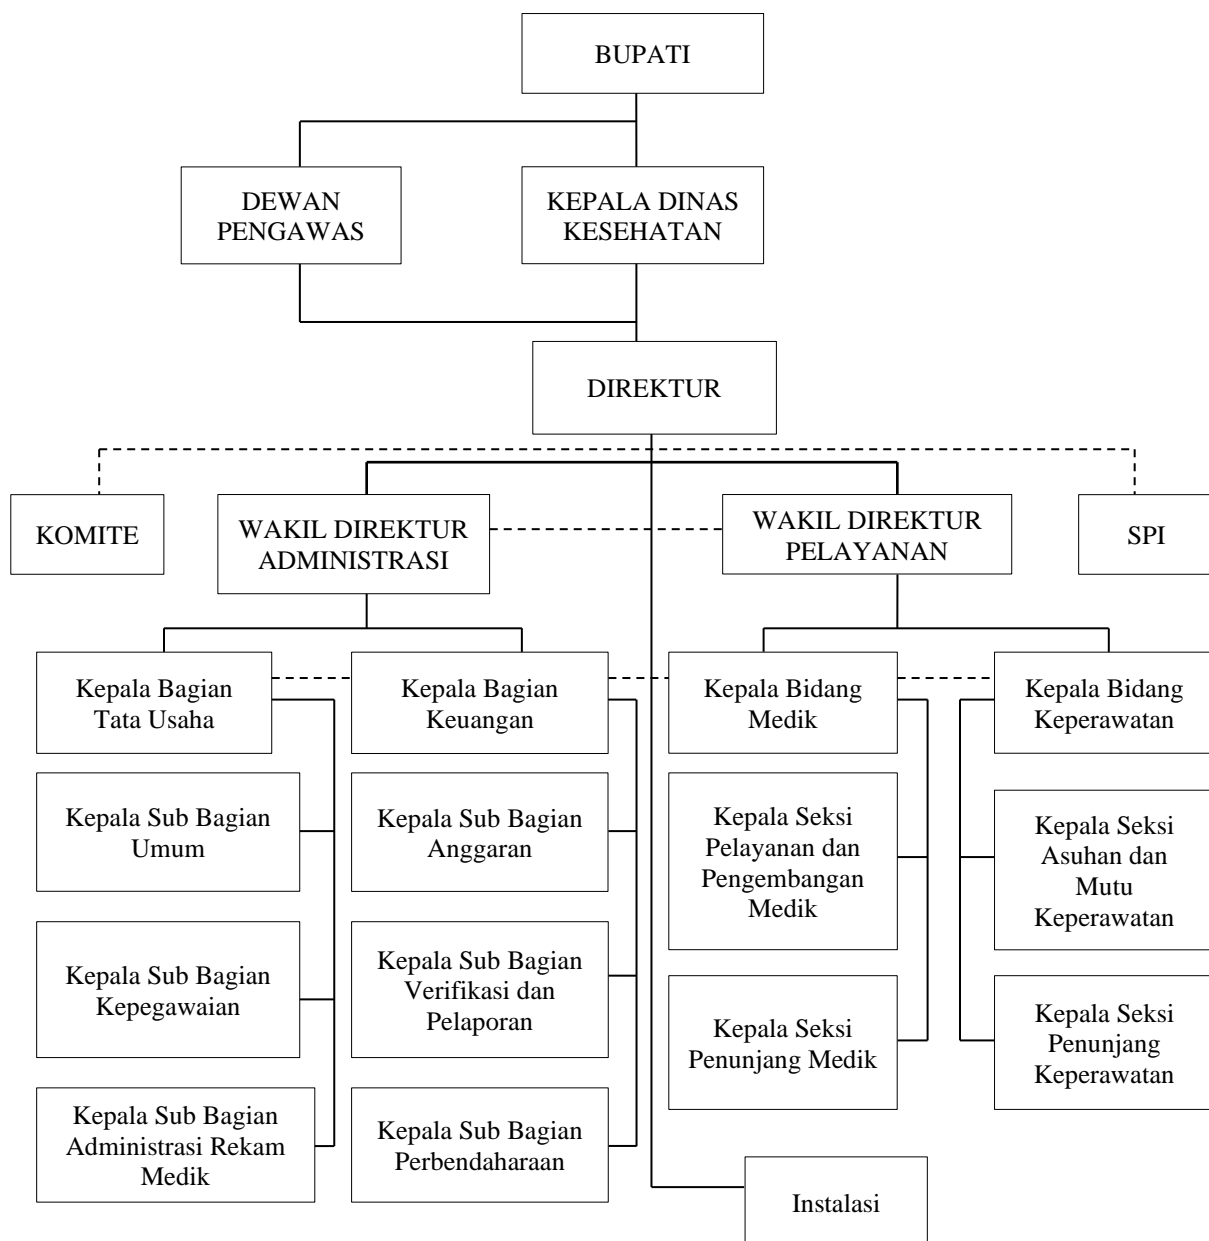 BUPATI
DEWAN
PENGAWAS
KEPALA DINAS
KESEHATAN
DIREKTUR
KOMITE
WAKIL DIREKTUR
ADMINISTRASI
WAKIL DIREKTUR
PELAYANAN
SPI
Kepala Bagian
Tata Usaha
Kepala Bagian
Keuangan
Kepala Bidang
Medik
Kepala Bidang
Keperawatan
Kepala Sub Bagian
Umum
Kepala Sub Bagian
Anggaran
Kepala Seksi
Pelayanan dan
Pengembangan
Medik
Kepala Seksi
Asuhan dan
Mutu
Keperawatan
Kepala Sub Bagian
Kepegawaian
Kepala Sub Bagian
Verifikasi dan
Pelaporan
Kepala Seksi
Penunjang Medik
Kepala Seksi
Penunjang
Keperawatan
Kepala Sub Bagian
Administrasi Rekam
Medik
Kepala Sub Bagian
Perbendaharaan
Instalasi